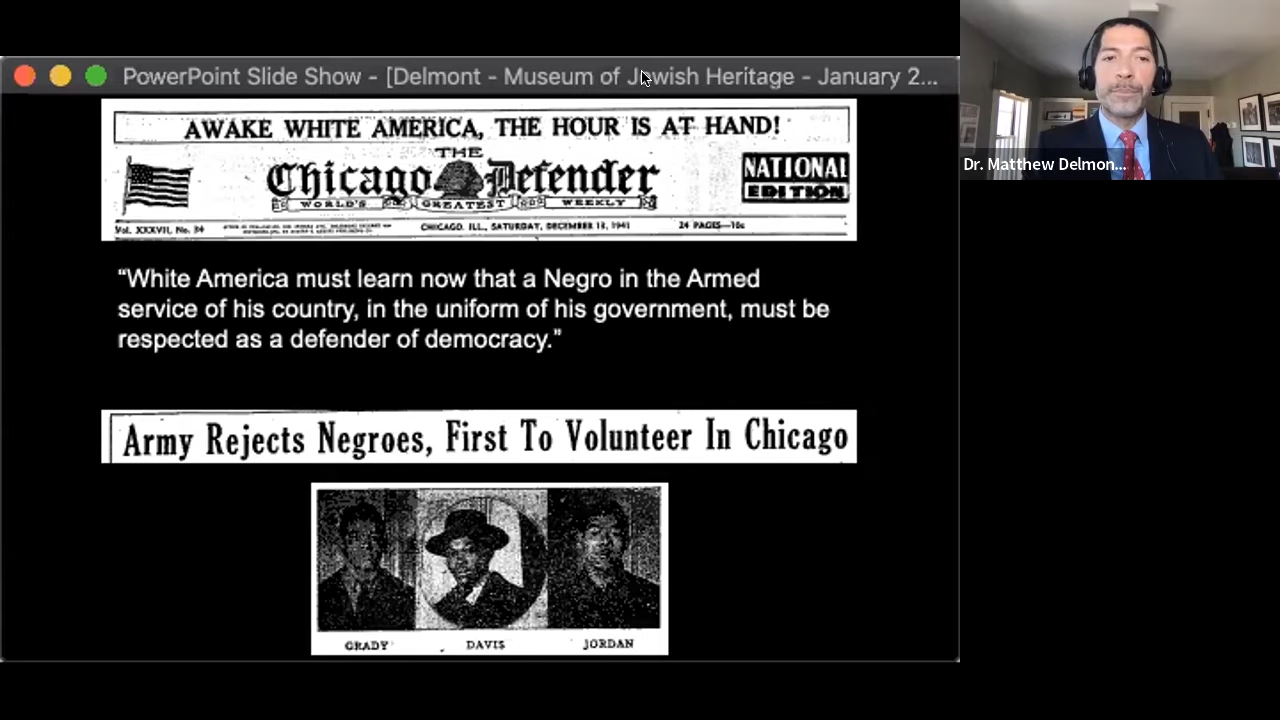 PowerPoint Slide Show - [Delmont - Museum of Jewish Heritage - January 2...
AWAKE WHITE AMERICA, THE HOUR IS AT HAND!
THE
Chicago Defender
WORLD'S GREATEST WEEKLY
NATIONAL
EDITION
Vol. XXXVII, No. 34
CHICAGO, ILL., SATURDAY, DECEMBER 13, 1941
24 PAGES—10c
“White America must learn now that a Negro in the Armed
service of his country, in the uniform of his government, must be
respected as a defender of democracy.”
Army Rejects Negroes, First To Volunteer In Chicago
GRADY DAVIS JORDAN
Dr. Matthew Delmon...